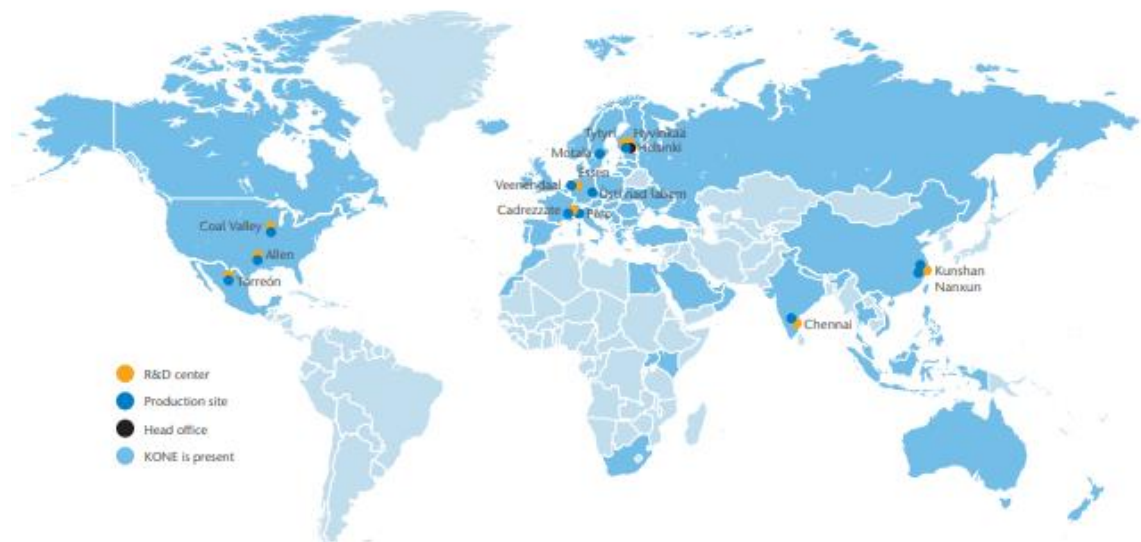 Tytyri
Hyvinkää
Motala
Helsinki
Essen
Veenendaal
Ústí nad Labem
Cadrezzate
Pero
Coal Valley
Allen
Torreón
Kunshan
Nanxun
Chennai
R&D center
Production site
Head office
KONE is present